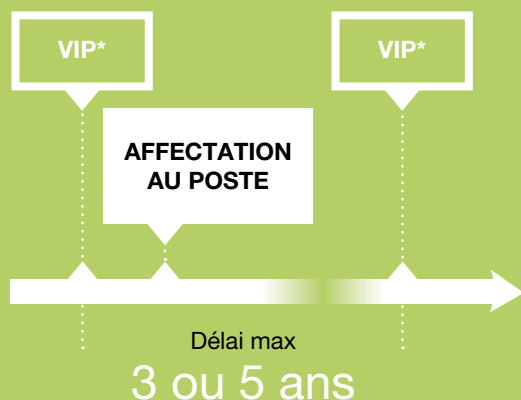 VIP*
VIP*
AFFECTATION
AU POSTE
Délai max
3 ou 5 ans